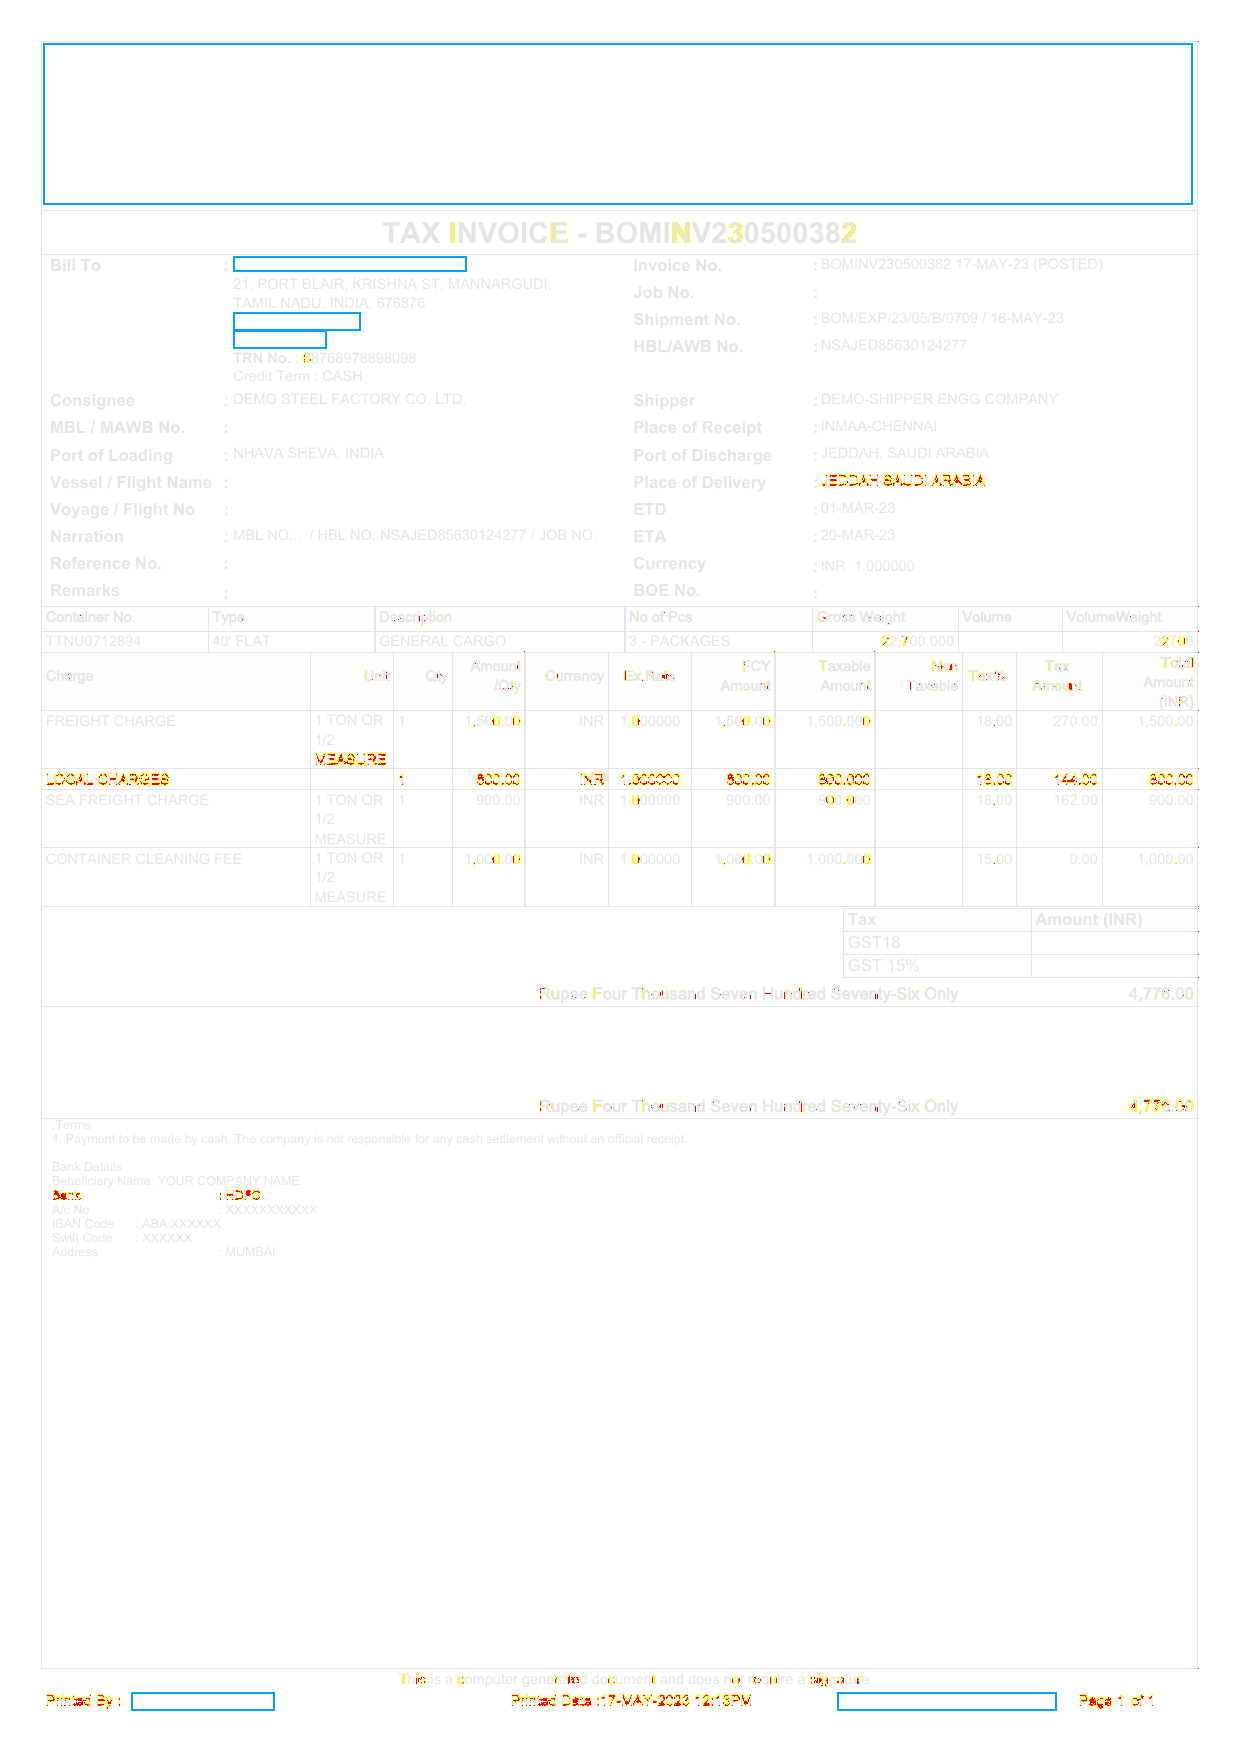 TAX INVOICE - BOMINV230500382
Bill To :
21, PORT BLAIR, KRISHNA ST, MANNARGUDI,
TAMIL NADU, INDIA, 676876
TRN No. : 98768978898098
Credit Term : CASH
Invoice No. : BOMINV230500382 17-MAY-23 (POSTED)
Job No. :
Shipment No. : BOM/EXP/23/05/B/0709 / 16-MAY-23
HBL/AWB No. : NSAJED85630124277
Consignee : DEMO STEEL FACTORY CO. LTD. Shipper : DEMO-SHIPPER ENGG COMPANY
MBL / MAWB No. : Place of Receipt : INMAA-CHENNAI
Port of Loading : NHAVA SHEVA, INDIA Port of Discharge : JEDDAH, SAUDI ARABIA
Vessel / Flight Name : Place of Delivery : JEDDAH SAUDI ARABIA
Voyage / Flight No : ETD : 01-MAR-23
Narration : MBL NO... / HBL NO. NSAJED85630124277 / JOB NO. ETA : 20-MAR-23
Reference No. : Currency : INR 1.000000
Remarks : BOE No. :
Container No. Type Description No of Pcs Gross Weight Volume VolumeWeight
TTNU0712894 40' FLAT GENERAL CARGO 3 - PACKAGES 22,700.000 22700
Charge Unit Qty Amount /Qty Currency Ex.Rate FCY Amount Taxable Amount Non Taxable Tax% Tax Amount Total Amount (INR)
FREIGHT CHARGE 1 TON OR 1 1,500.00 INR 1.000000 1,500.00 1,500.000 18.00 270.00 1,500.00
1/2
MEASURE
LOCAL CHARGES 1 800.00 INR 1.000000 800.00 800.000 18.00 144.00 800.00
SEA FREIGHT CHARGE 1 TON OR 1 900.00 INR 1.000000 900.00 900.000 18.00 162.00 900.00
1/2
MEASURE
CONTAINER CLEANING FEE 1 TON OR 1 1,000.00 INR 1.000000 1,000.00 1,000.000 15.00 0.00 1,000.00
1/2
MEASURE
Tax Amount (INR)
GST18
GST 15%
Rupee Four Thousand Seven Hundred Seventy-Six Only 4,776.00
Rupee Four Thousand Seven Hundred Seventy-Six Only 4,776.00
.Terms
1. Payment to be made by cash. The company is not responsible for any cash settlement without an official receipt.
Bank Details
Beneficiary Name: YOUR COMPANY NAME
Bank : HDFC
A/c No : XXXXXXXXXXX
IBAN Code : ABA:XXXXXX
Swift Code : XXXXXX
Address : MUMBAI.
This is a computer generated document and does not require a signature
Printed By : Printed Date :17-MAY-2023 12:13PM Page 1 of 1